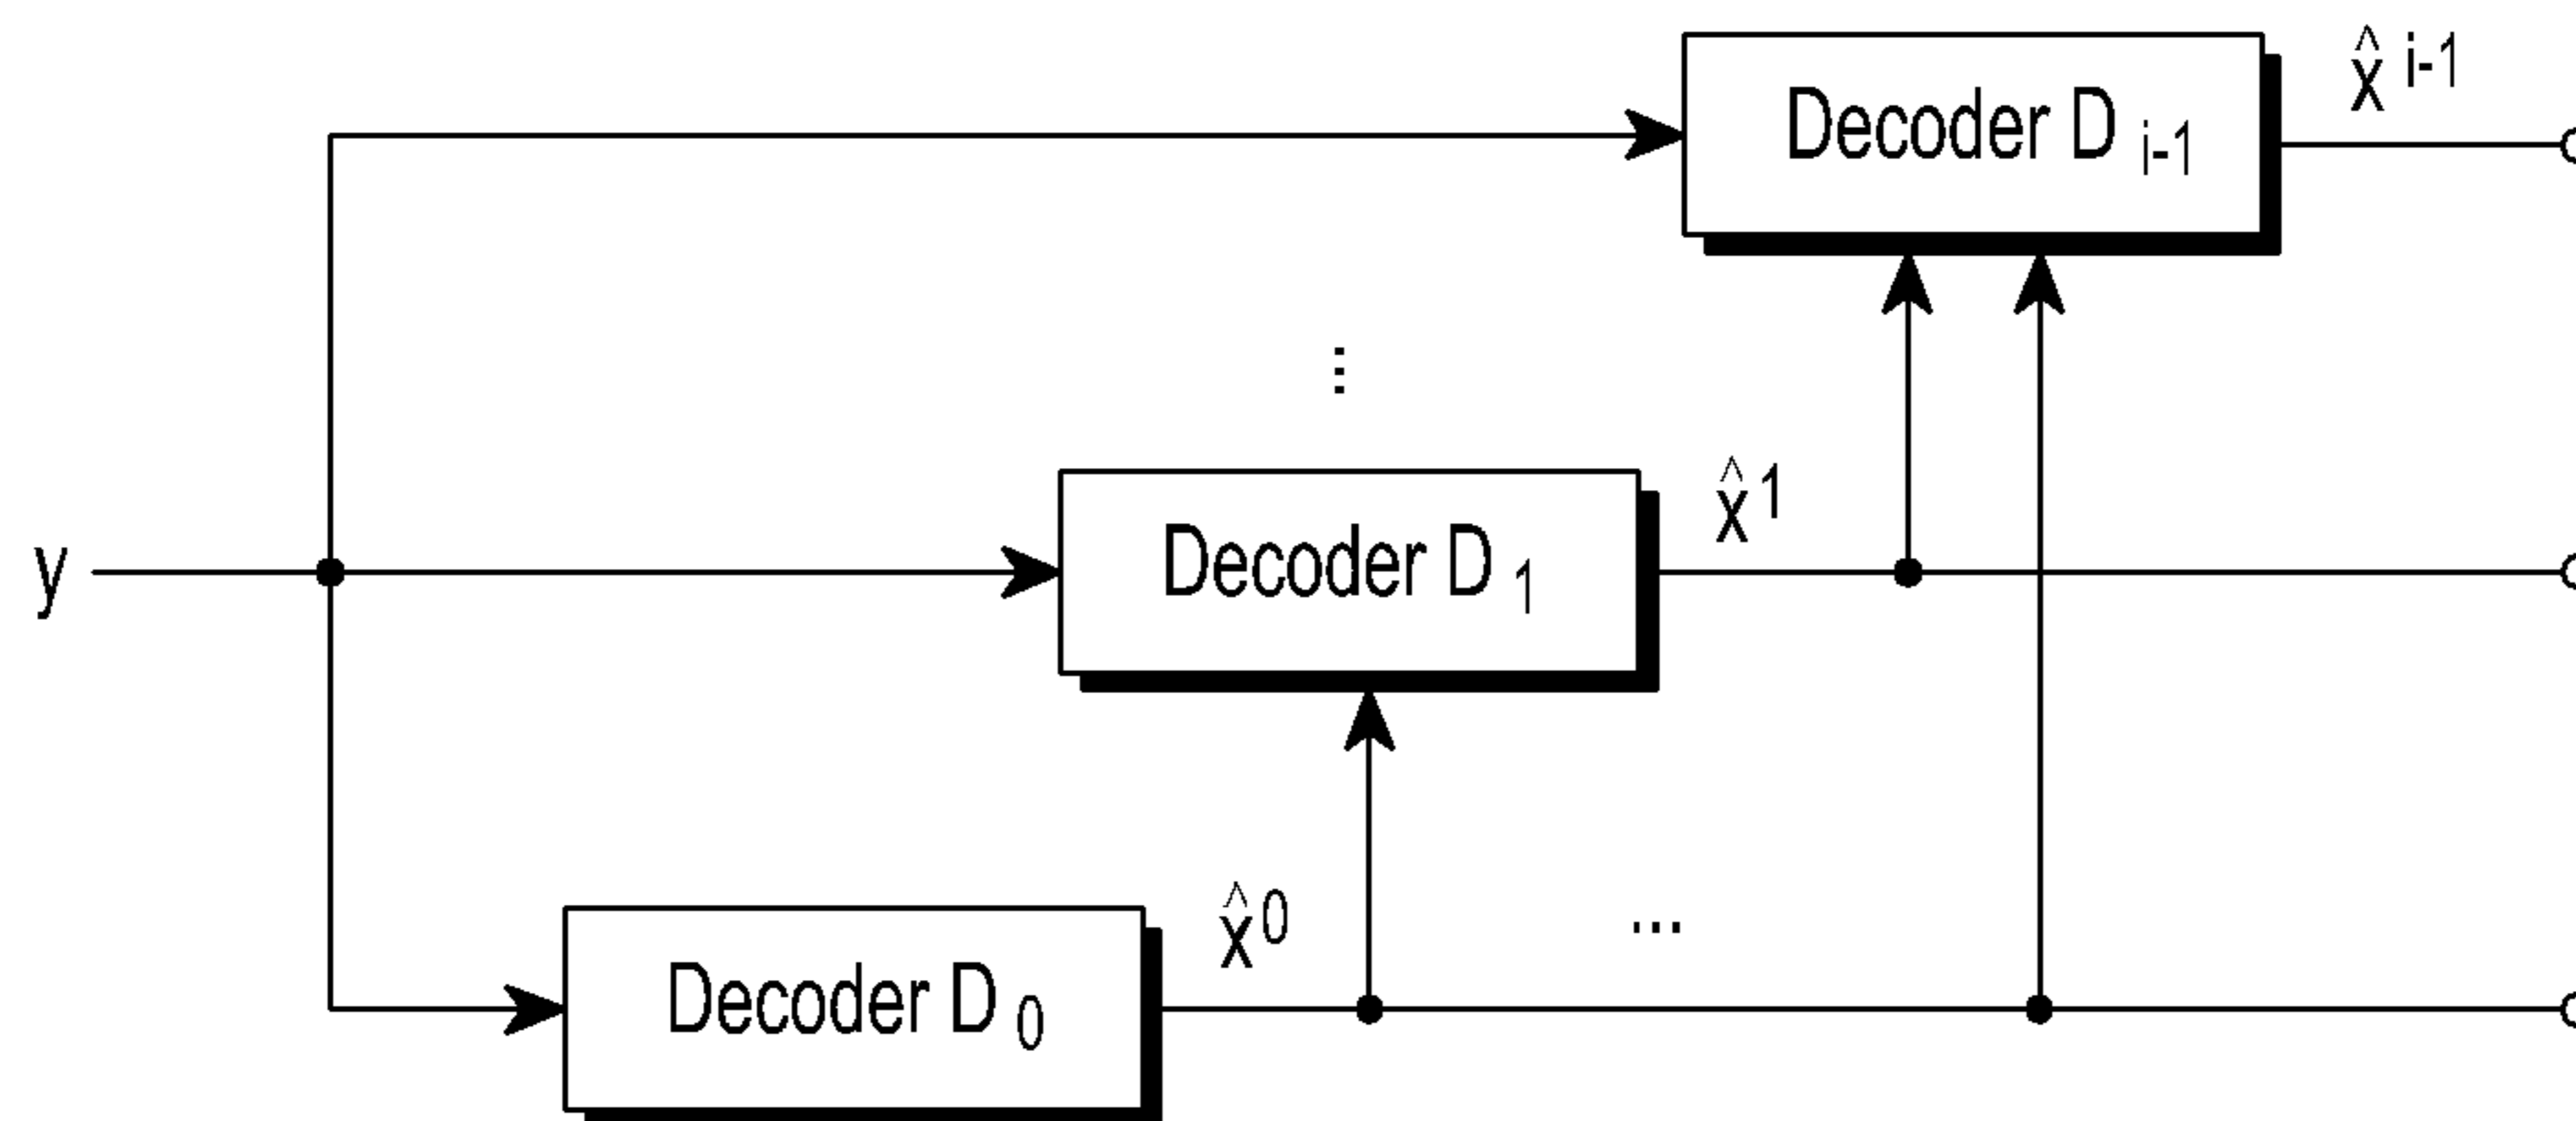 Decoder D i-1
x̂ i-1
⋮
Decoder D 1
x̂ 1
y
Decoder D 0
x̂ 0
...